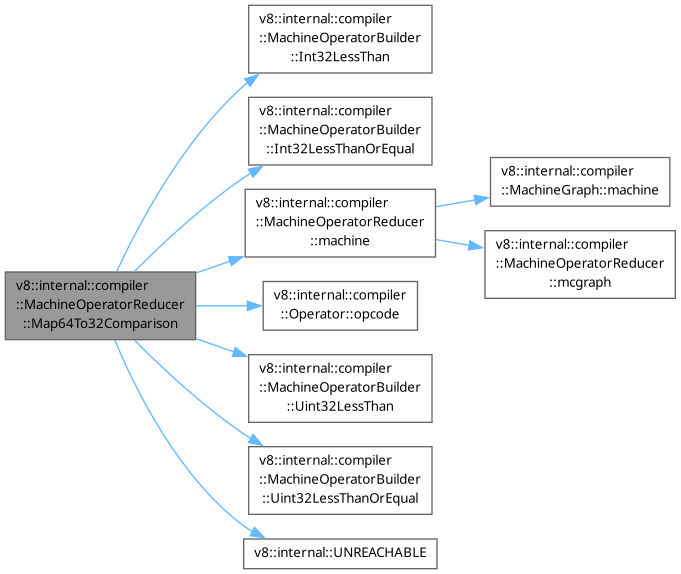 v8::internal::compiler
::MachineOperatorBuilder
::Int32LessThan
v8::internal::compiler
::MachineOperatorBuilder
::Int32LessThanOrEqual
v8::internal::compiler
::MachineOperatorReducer
::machine
v8::internal::compiler
::MachineGraph::machine
v8::internal::compiler
::MachineOperatorReducer
::mcgraph
v8::internal::compiler
::MachineOperatorReducer
::Map64To32Comparison
v8::internal::compiler
::Operator::opcode
v8::internal::compiler
::MachineOperatorBuilder
::Uint32LessThan
v8::internal::compiler
::MachineOperatorBuilder
::Uint32LessThanOrEqual
v8::internal::UNREACHABLE